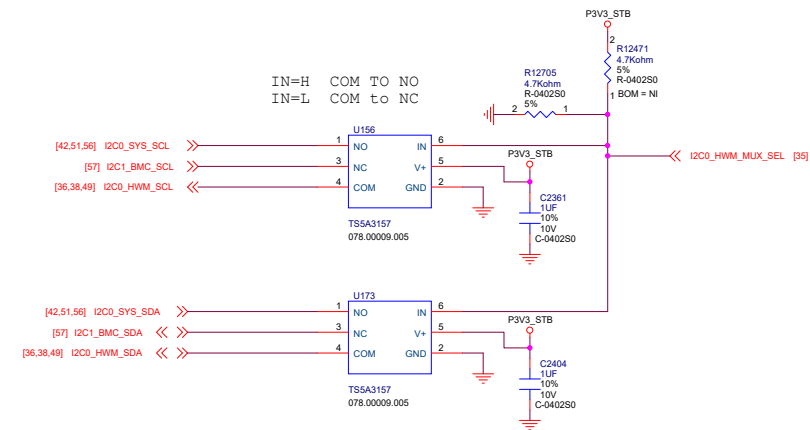 P3V3_STB
2
R12471
4.7Kohm
5%
R-0402S0
1 BOM = NI
R12705
4.7Kohm
R-0402S0
2 5% 1
IN=H COM TO NO
IN=L COM to NC
U156
[42,51,56] I2C0_SYS_SCL 1 NO IN 6
[57] I2C1_BMC_SCL 3 NC V+ 5
[36,38,49] I2C0_HWM_SCL 4 COM GND 2
TS5A3157
078.00009.005
I2C0_HWM_MUX_SEL [35]
P3V3_STB
C2361
1UF
10%
10V
C-0402S0
U173
[42,51,56] I2C0_SYS_SDA 1 NO IN 6
[57] I2C1_BMC_SDA 3 NC V+ 5
[36,38,49] I2C0_HWM_SDA 4 COM GND 2
TS5A3157
078.00009.005
P3V3_STB
C2404
1UF
10%
10V
C-0402S0